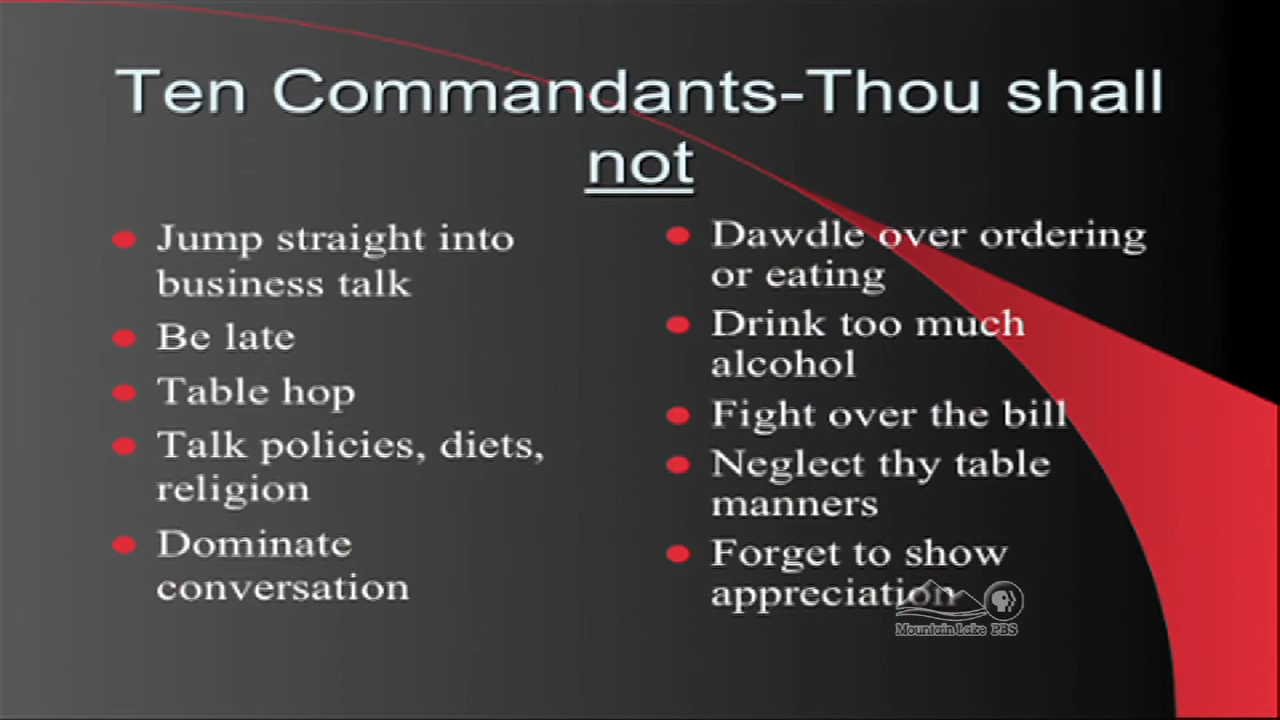 Ten Commandants-Thou shall
not
Jump straight into
business talk
Be late
Table hop
Talk policies, diets,
religion
Dominate
conversation
Dawdle over ordering
or eating
Drink too much
alcohol
Fight over the bill
Neglect thy table
manners
Forget to show
appreciation
Mountain Lake PBS